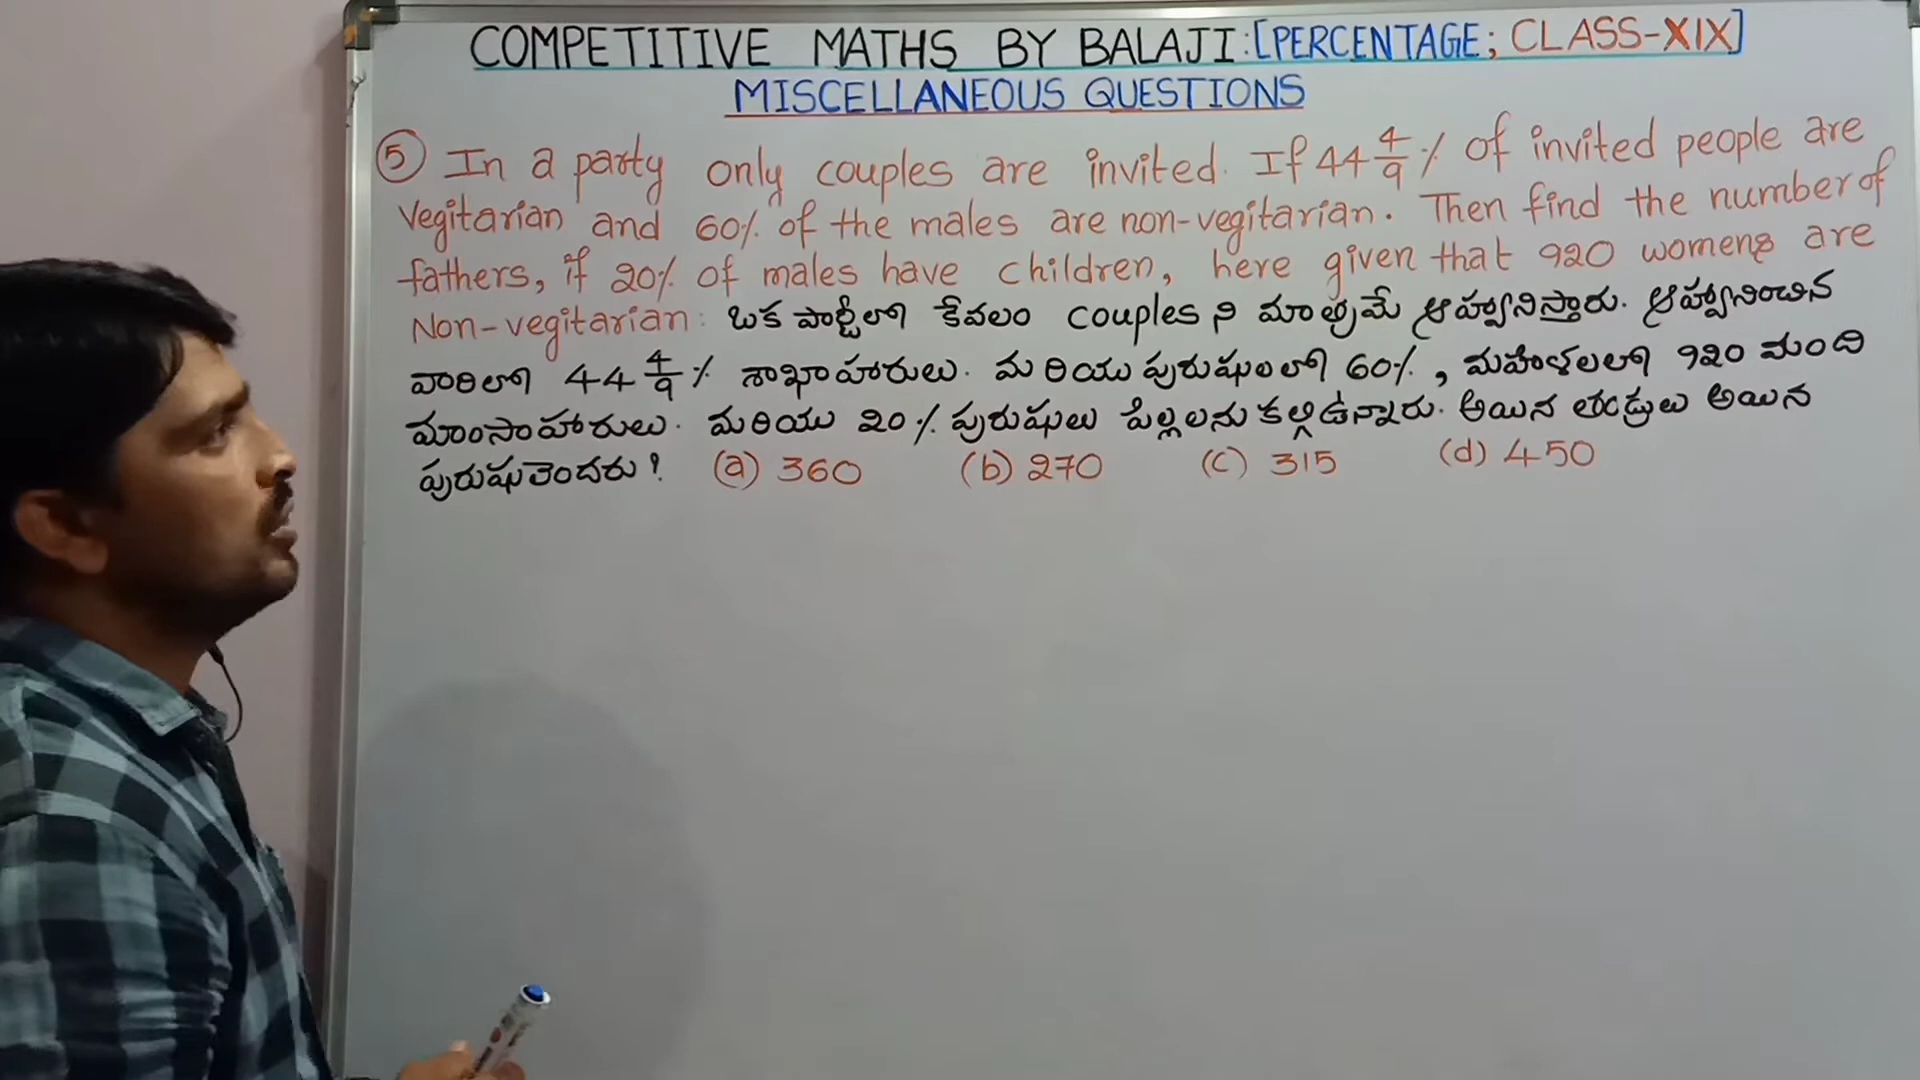 COMPETITIVE MATHS BY BALAJI:[PERCENTAGE; CLASS-XIX]
MISCELLANEOUS QUESTIONS
⑤ In a party only couples are invited. If 44 4/9 % of invited people are
Vegitarian and 60% of the males are non-vegitarian. Then find the number of
fathers, if 20% of males have children, here given that 920 womens are
Non-vegitarian: ఒక పార్టీలో కేవలం couples ని మాత్రమే ఆహ్వానిస్తారు. ఆహ్వానించిన
వారిలో 44 4/9 % శాఖాహారులు. మరియు పురుషులలో 60%, మహిళలలో 920 మంది
మాంసాహారులు. మరియు 20% పురుషులు పిల్లలను కల్గి ఉన్నారు. అయిన తండ్రులు అయిన
పురుషులెందరు? (a) 360 (b) 270 (c) 315 (d) 450